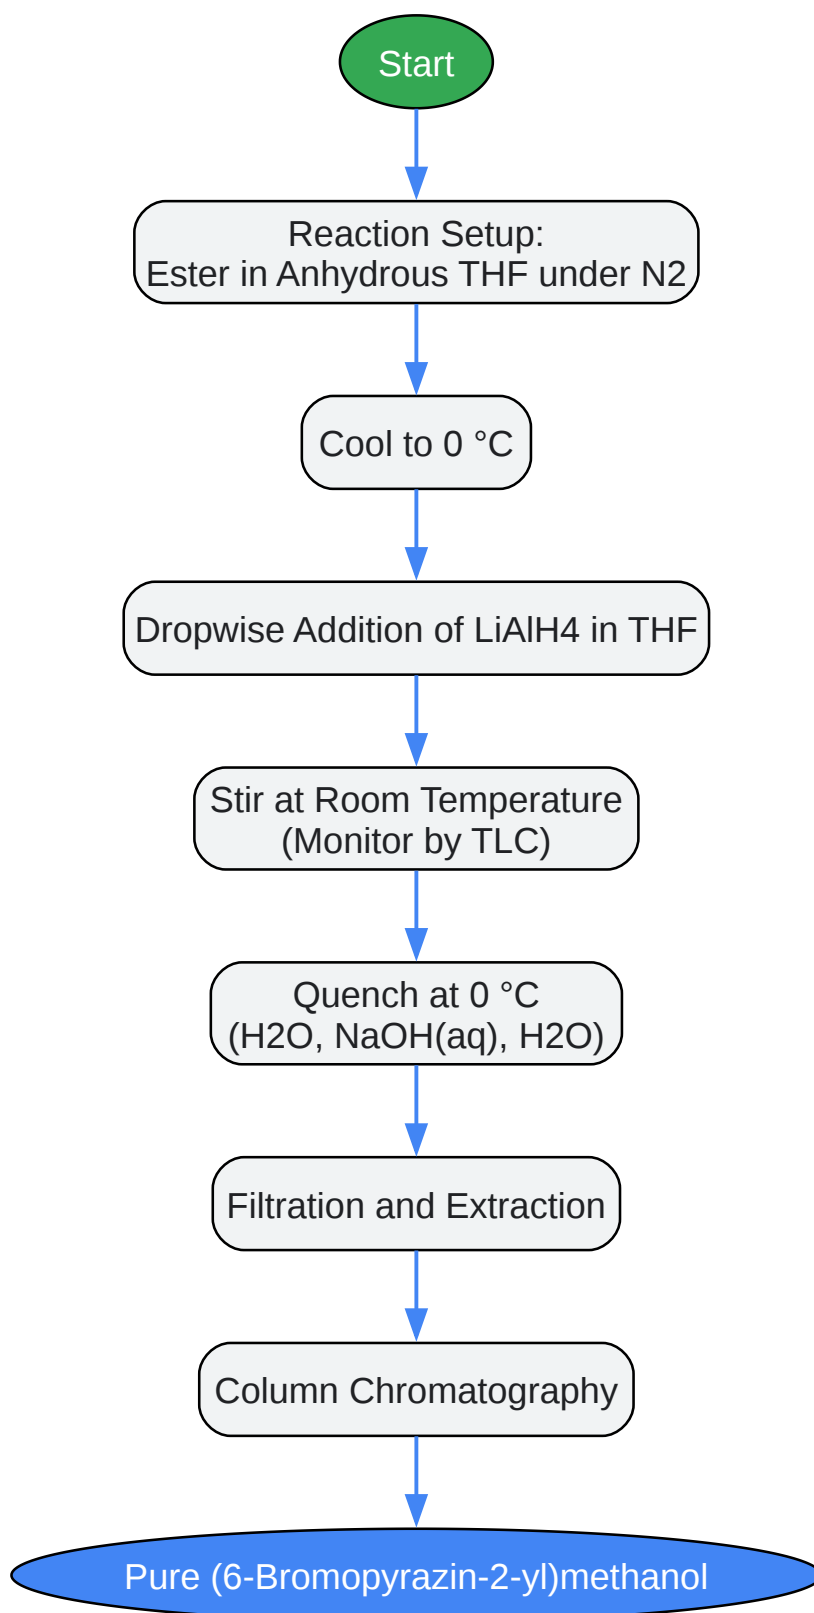 Start
Reaction Setup:
Ester in Anhydrous THF under N2
Cool to 0 °C
Dropwise Addition of LiAlH4 in THF
Stir at Room Temperature
(Monitor by TLC)
Quench at 0 °C
(H2O, NaOH(aq), H2O)
Filtration and Extraction
Column Chromatography
Pure (6-Bromopyrazin-2-yl)methanol